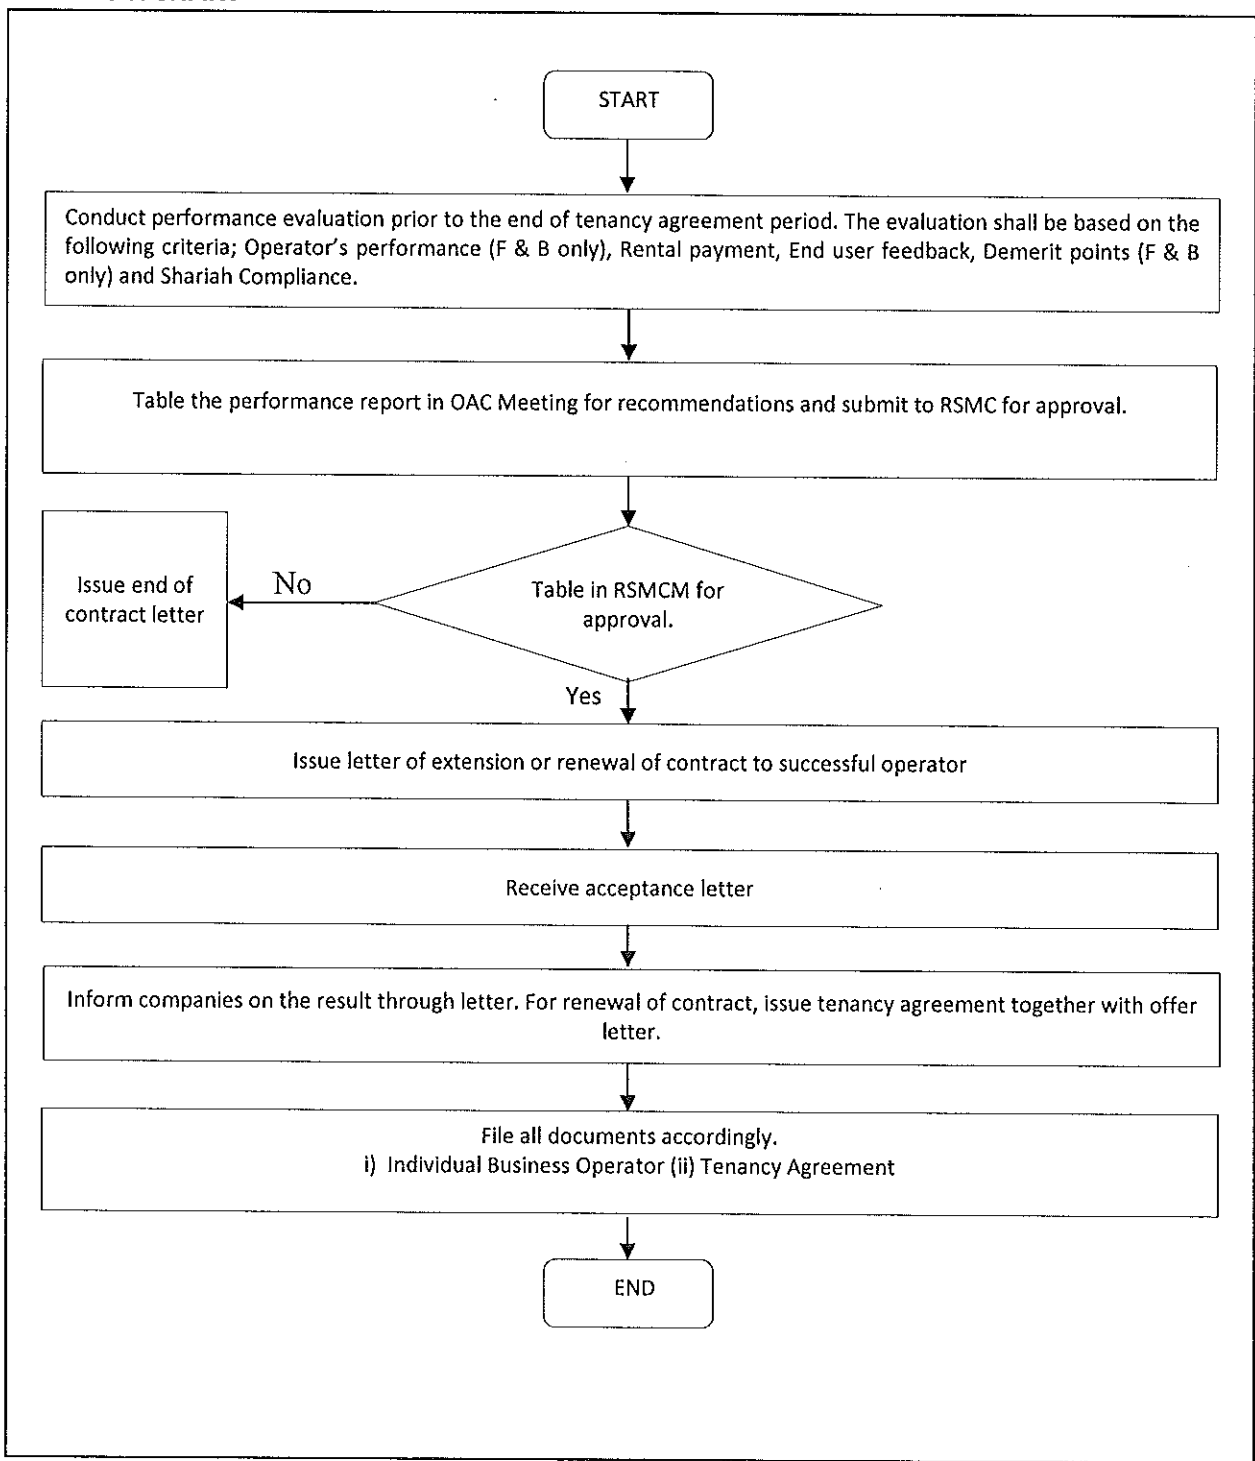 START
Conduct performance evaluation prior to the end of tenancy agreement period. The evaluation shall be based on the
following criteria; Operator's performance (F & B only), Rental payment, End user feedback, Demerit points (F & B
only) and Shariah Compliance.
Table the performance report in OAC Meeting for recommendations and submit to RSMC for approval.
Issue end of
contract letter
No
Table in RSMCM for
approval.
Yes
Issue letter of extension or renewal of contract to successful operator
Receive acceptance letter
Inform companies on the result through letter. For renewal of contract, issue tenancy agreement together with offer
letter.
File all documents accordingly.
i) Individual Business Operator (ii) Tenancy Agreement
END